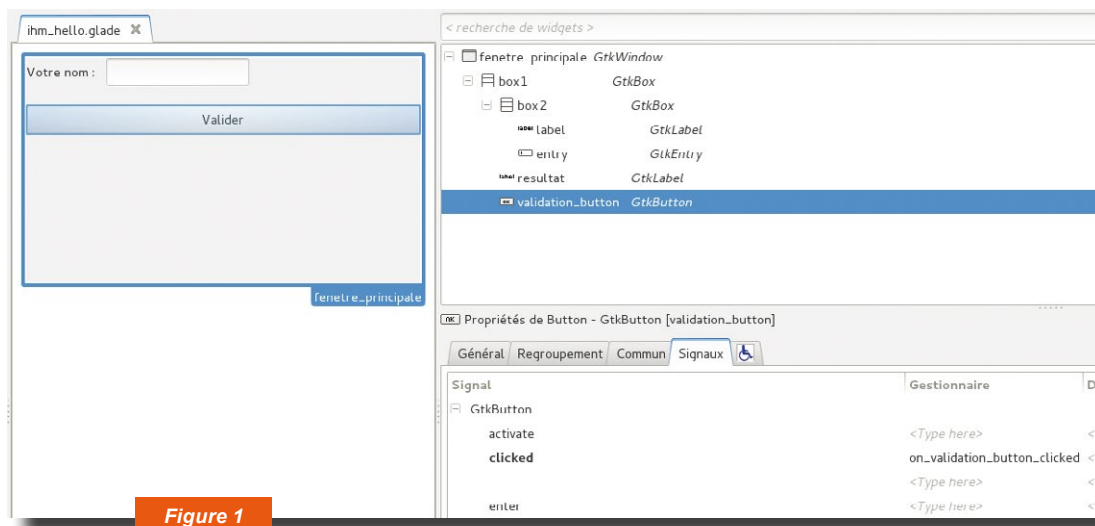 ihm_hello.glade
Votre nom :
Valider
fenetre_principale
< recherche de widgets >
fenetre_principale GtkWindow
box1 GtkBox
box2 GtkBox
label label GtkLabel
entry GtkEntry
label resultat GtkLabel
OK validation_button GtkButton
OK Propriétés de Button - GtkButton [validation_button]
Général Regroupement Commun Signaux
Signal Gestionnaire D
GtkButton
activate <Type here> <
clicked on_validation_button_clicked <
<Type here> <
enter <Type here> <
Figure 1